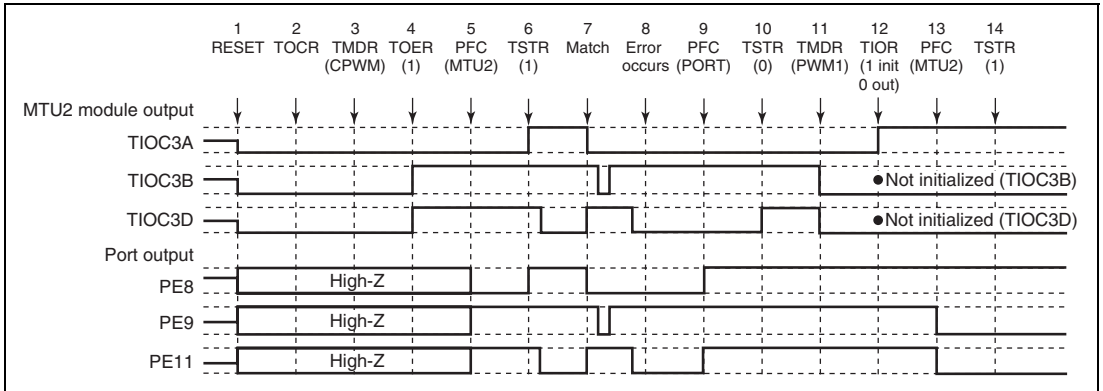 1 2 3 4 5 6 7 8 9 10 11 12 13 14
RESET TOCR TMDR TOER PFC TSTR Match Error PFC TSTR TMDR TIOR PFC TSTR
(CPWM) (1) (MTU2) (1) occurs (PORT) (0) (PWM1) (1 init (MTU2) (1)
0 out)
MTU2 module output
TIOC3A
TIOC3B
Not initialized (TIOC3B)
TIOC3D
Not initialized (TIOC3D)
Port output
PE8
High-Z
PE9
High-Z
PE11
High-Z